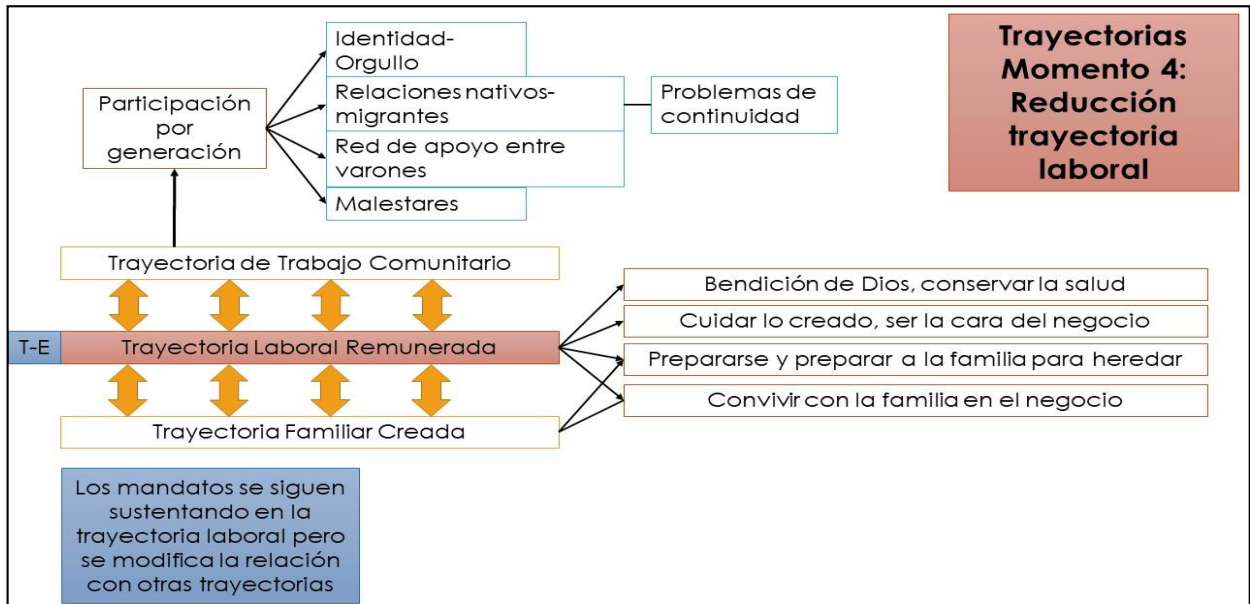 Trayectorias
Momento 4:
Reducción
trayectoria
laboral
Identidad-
Orgullo
Participación
por
generación
Relaciones nativos-
migrantes
Problemas de
continuidad
Red de apoyo entre
varones
Malestares
Trayectoria de Trabajo Comunitario
T-E
Trayectoria Laboral Remunerada
Trayectoria Familiar Creada
Bendición de Dios, conservar la salud
Cuidar lo creado, ser la cara del negocio
Prepararse y preparar a la familia para heredar
Convivir con la familia en el negocio
Los mandatos se siguen
sustentando en la
trayectoria laboral pero
se modifica la relación
con otras trayectorias